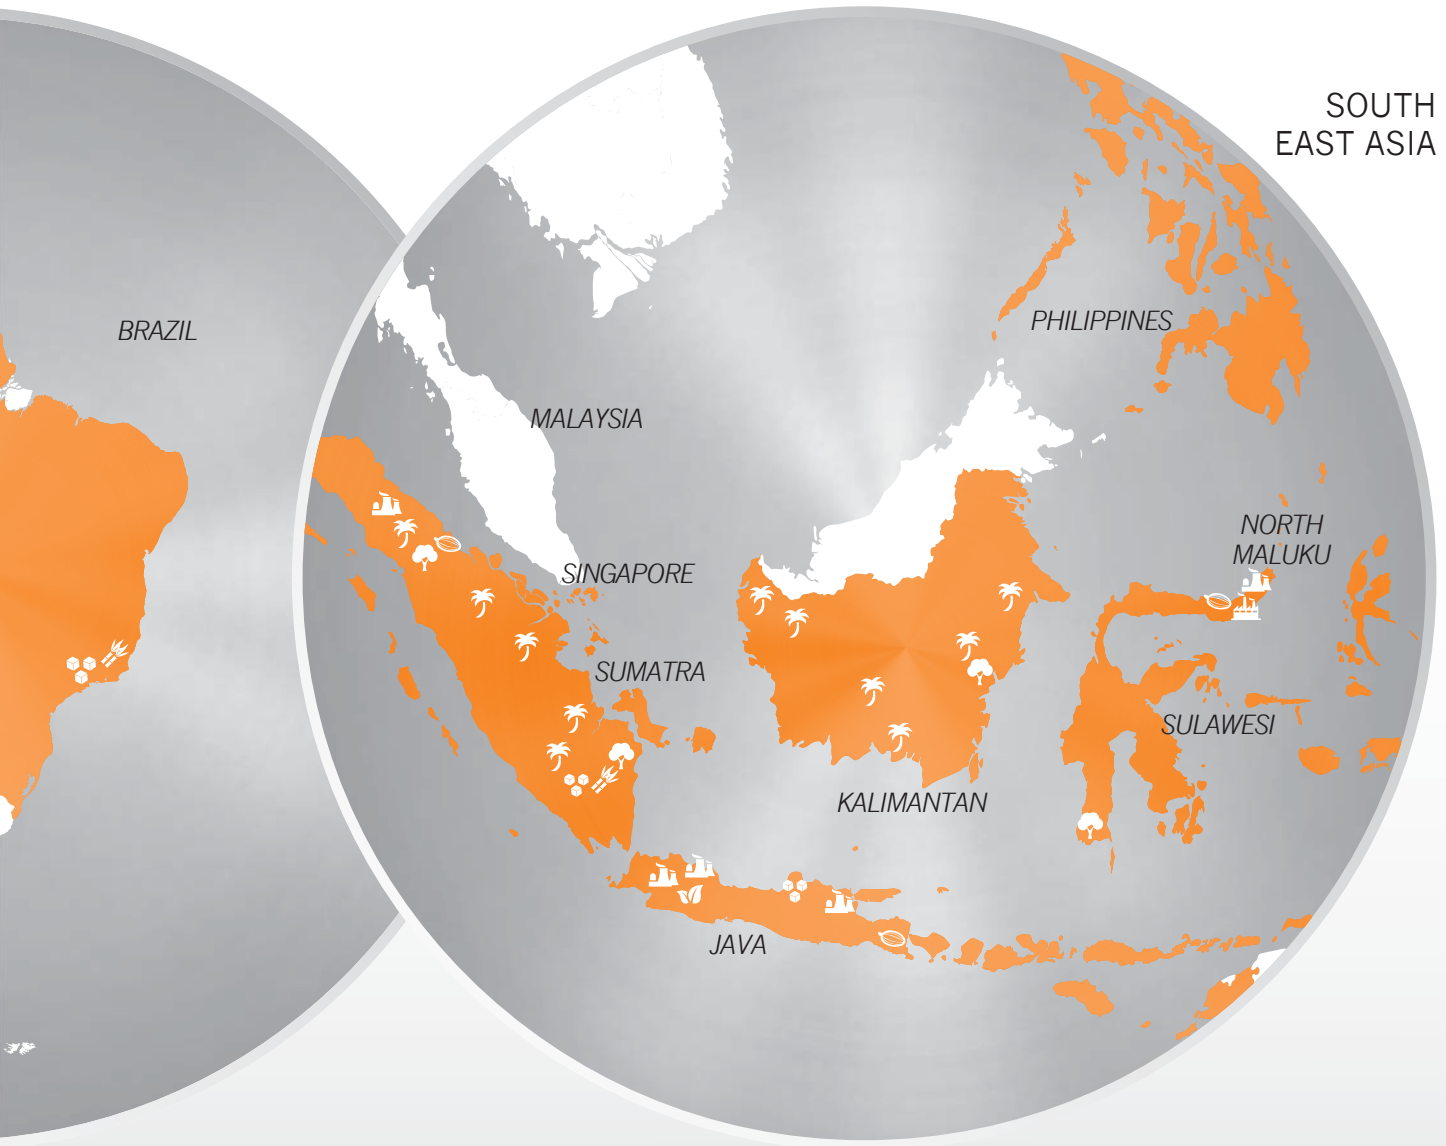 SOUTH
EAST ASIA
BRAZIL
PHILIPPINES
MALAYSIA
NORTH
MALUKU
SINGAPORE
SUMATRA
SULAWESI
KALIMANTAN
JAVA